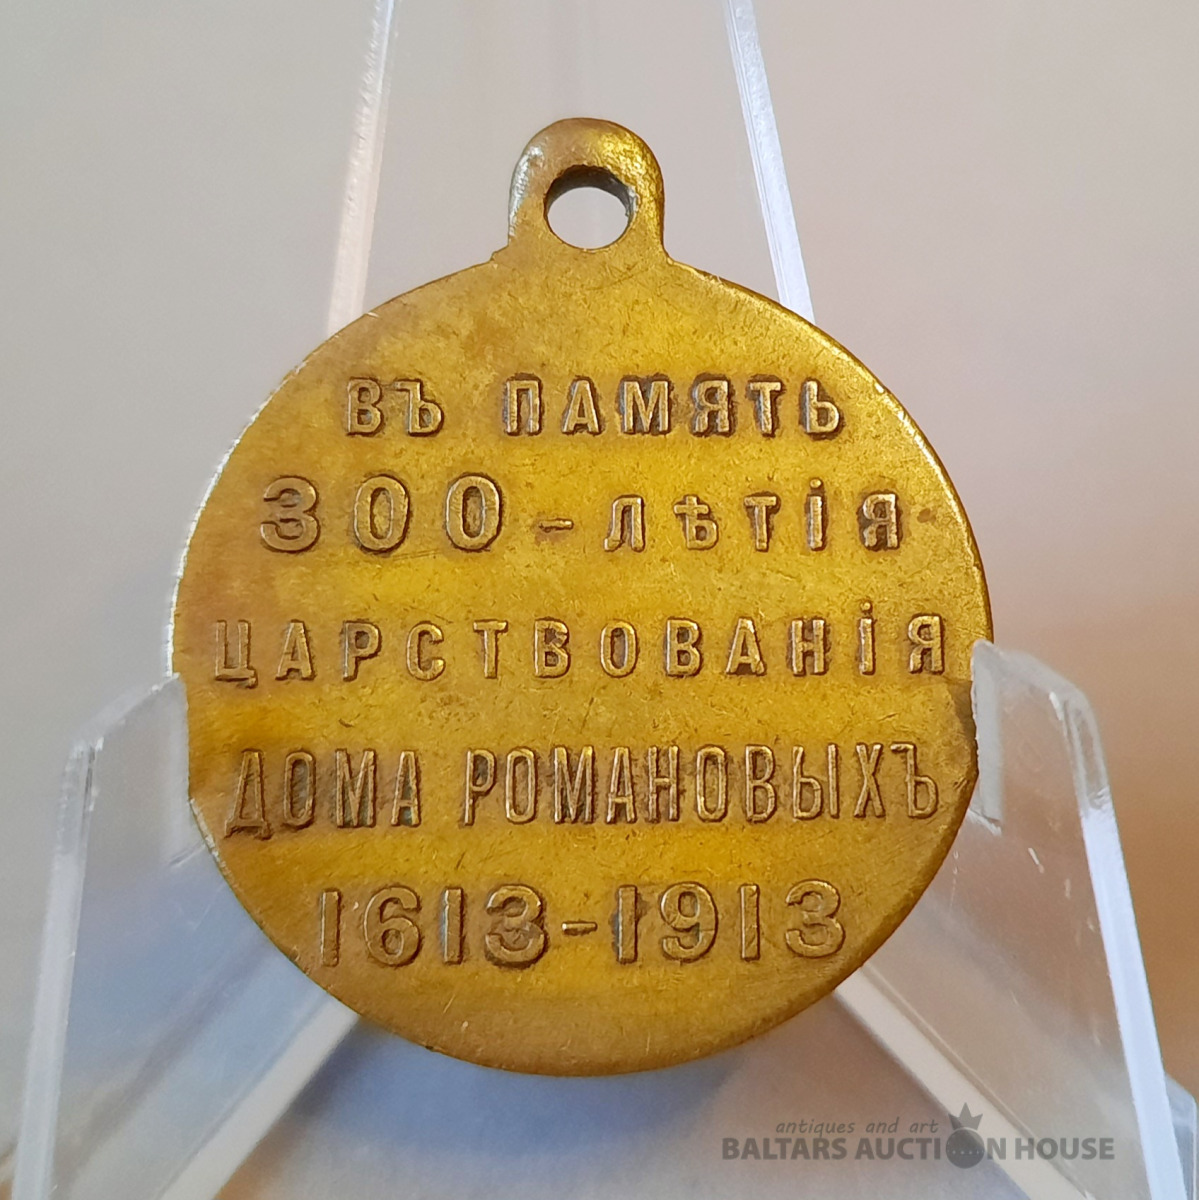 ВЪ ПАМЯТЬ
300-ЛѢТІЯ
ЦАРСТВОВАНІЯ
ДОМА РОМАНОВЫХЪ
1613-1913
antiques and art
BALTARS AUCTION HOUSE